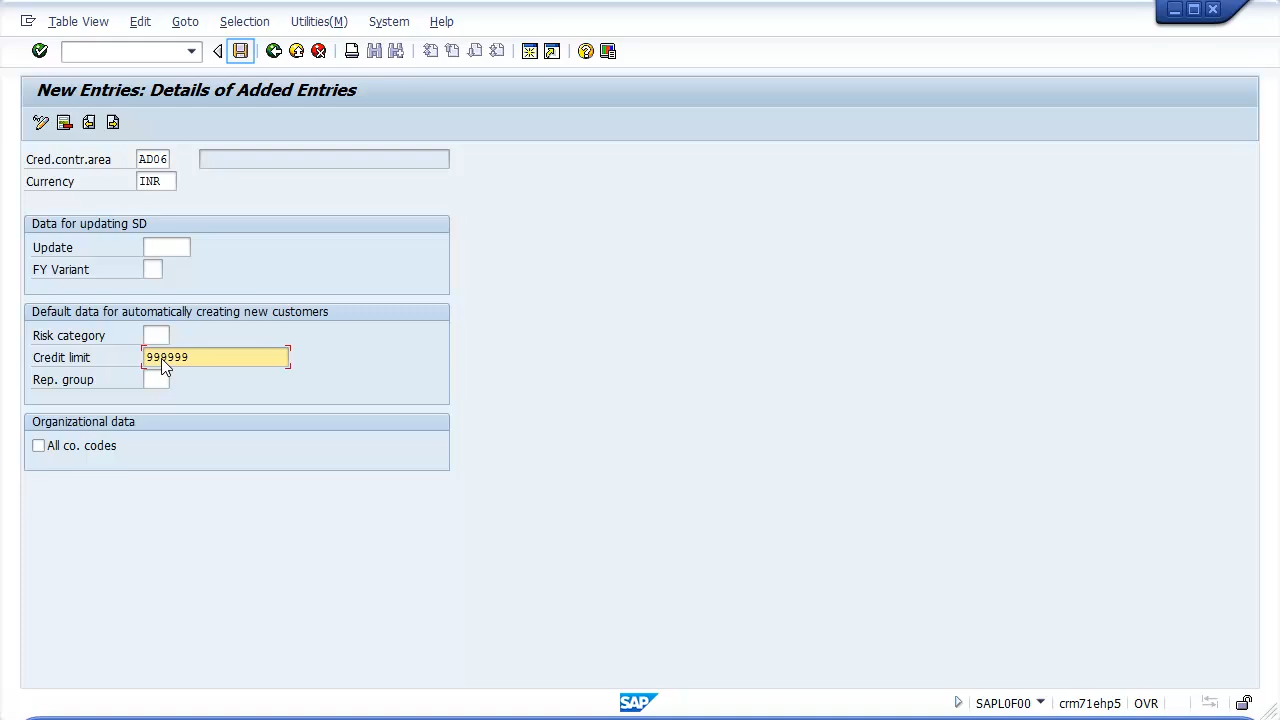 Table View Edit Goto Selection Utilities(M) System Help
New Entries: Details of Added Entries
Cred.contr.area AD06
Currency INR
Data for updating SD
Update
FY Variant
Default data for automatically creating new customers
Risk category
Credit limit 999999
Rep. group
Organizational data
All co. codes
SAP SAPL0F00 crm71ehp5 OVR